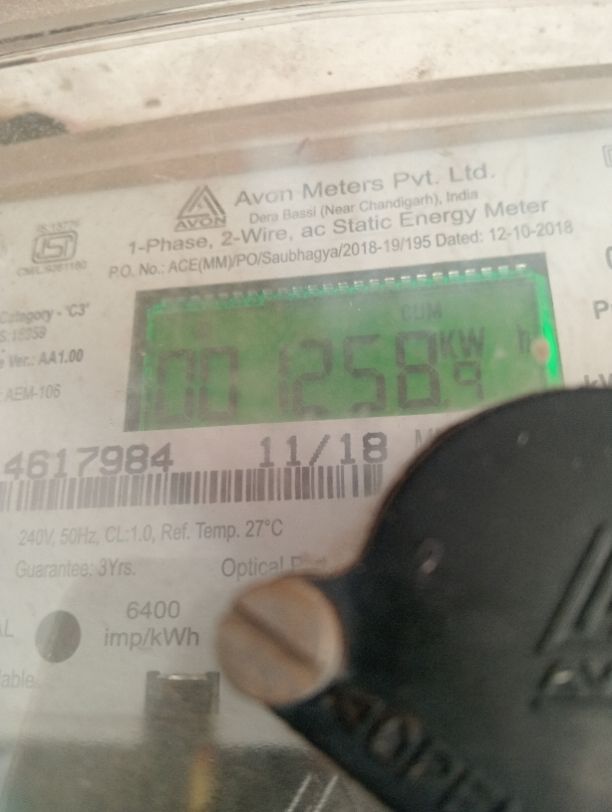 Avon Meters Pvt. Ltd.
Dera Bassi (Near Chandigarh), India
AVON
1-Phase, 2-Wire, ac Static Energy Meter
P.O. No.: ACE(MM)/PO/Saubhagya/2018-19/195 Dated: 12-10-2018
Category - 'C3'
Ver.: AA1.00
AEM-106
CUM
001258.9 KW h
4617984 11/18
240V, 50Hz, CL:1.0, Ref. Temp. 27°C
Guarantee: 3Yrs. Optical
6400
imp/kWh